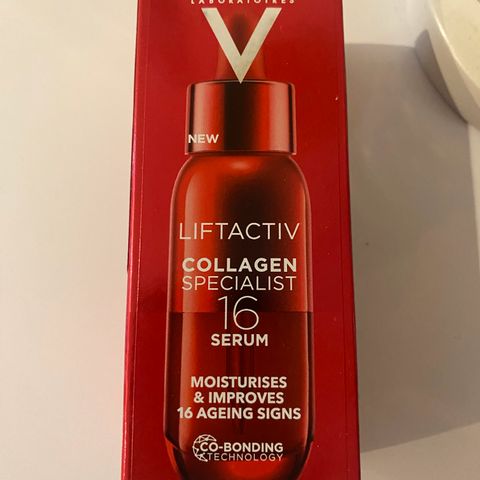 LABORATOIRES
V
NEW
LIFTACTIV
COLLAGEN
SPECIALIST
16
SERUM
MOISTURISES
& IMPROVES
16 AGEING SIGNS
CO-BONDING
TECHNOLOGY